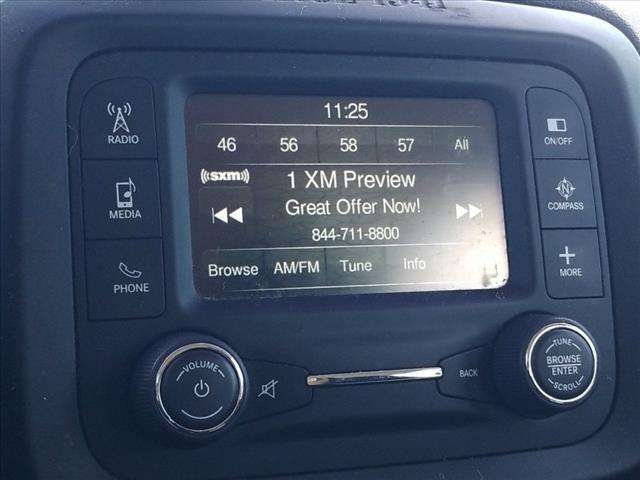 11:25
46 56 58 57 All
((sxm))
1 XM Preview
Great Offer Now!
844-711-8800
Browse AM/FM Tune Info
RADIO
MEDIA
PHONE
ON/OFF
N
COMPASS
MORE
VOLUME
BACK
TUNE
BROWSE
ENTER
SCROLL